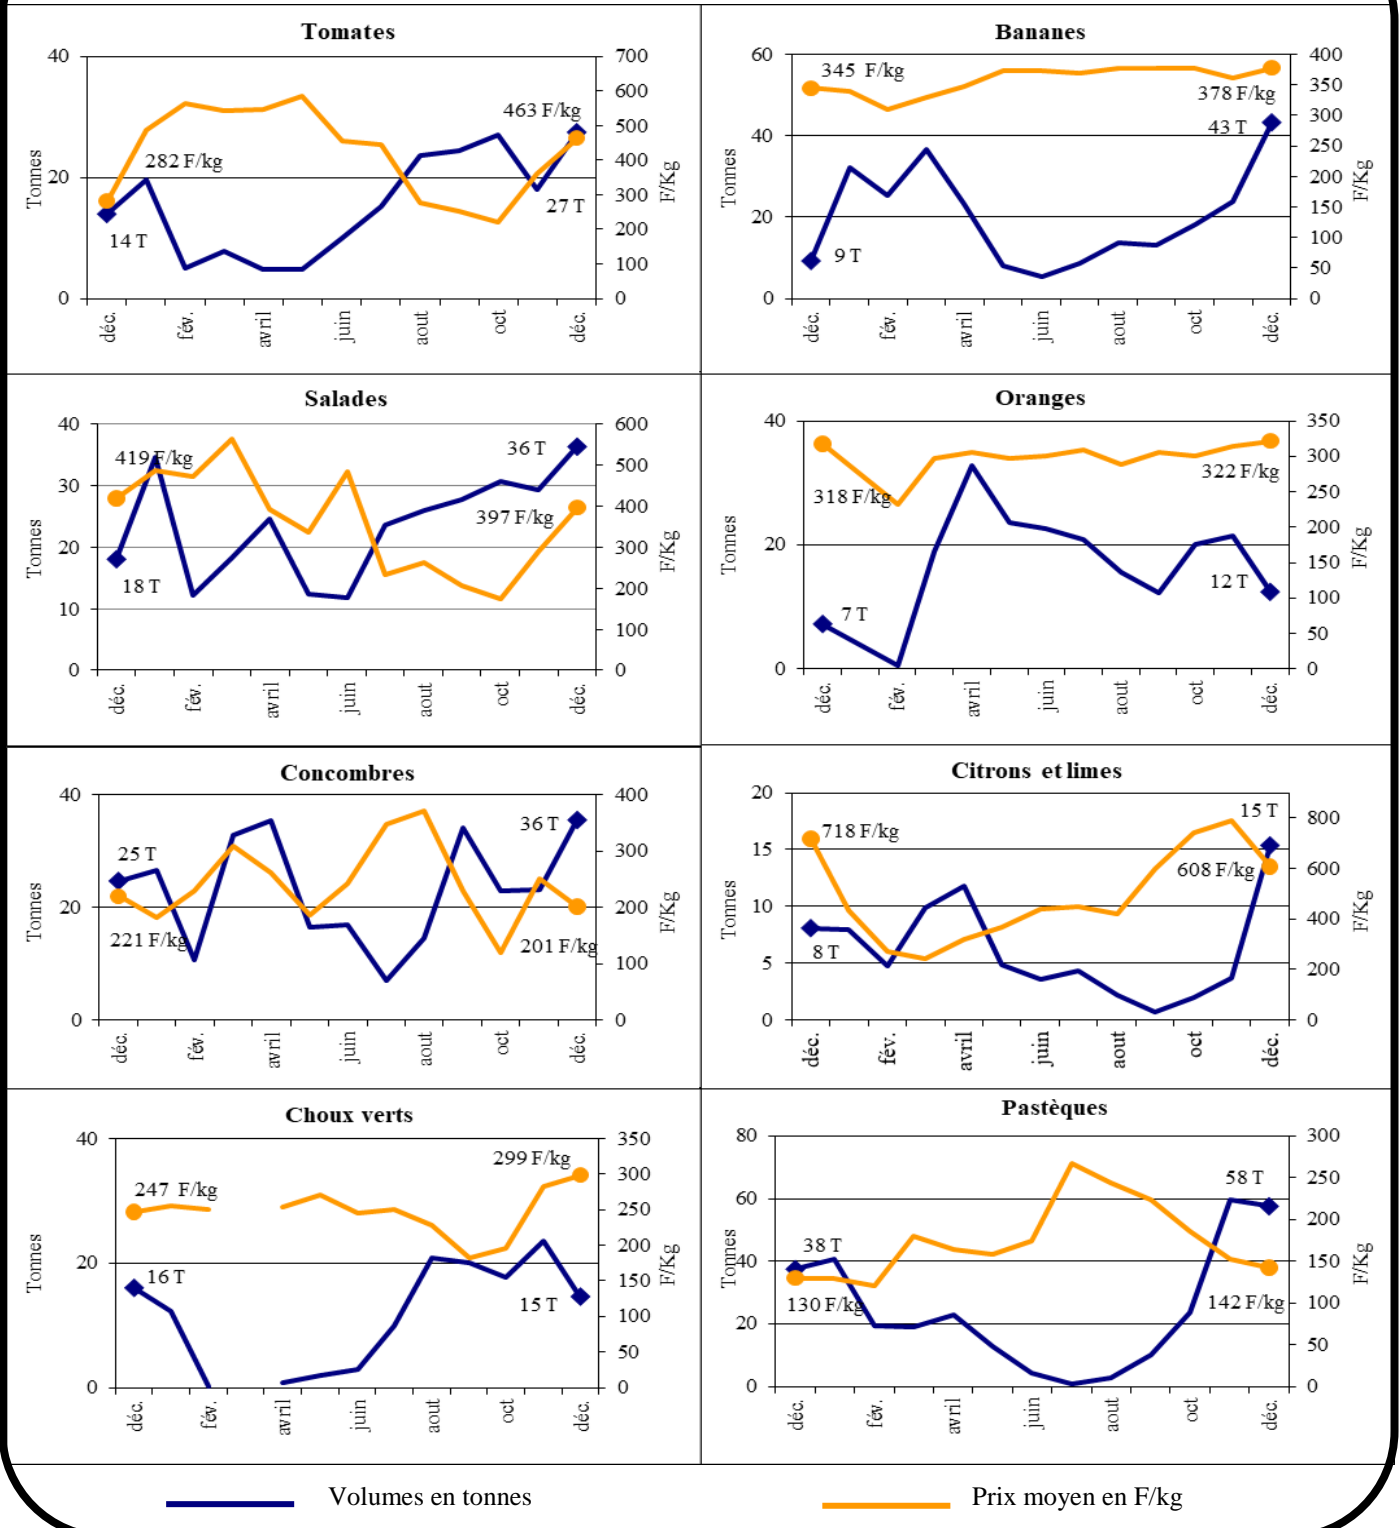 Tomates
40
20
0
700
600
500
400
300
200
100
0
Tonnes
F/Kg
282 F/kg
463 F/kg
14 T
27 T
déc.
fév.
avril
juin
aout
oct
déc.
Bananes
60
40
20
0
400
350
300
250
200
150
100
50
0
Tonnes
F/Kg
345 F/kg
378 F/kg
43 T
9 T
déc.
fév.
avril
juin
aout
oct
déc.
Salades
40
30
20
10
0
600
500
400
300
200
100
0
Tonnes
F/Kg
419 F/kg
36 T
397 F/kg
18 T
déc.
fév.
avril
juin
aout
oct
déc.
Oranges
40
20
0
350
300
250
200
150
100
50
0
Tonnes
F/Kg
318 F/kg
322 F/kg
7 T
12 T
déc.
fév.
avril
juin
aout
oct
déc.
Concombres
40
20
0
400
300
200
100
0
Tonnes
F/Kg
25 T
36 T
221 F/kg
201 F/kg
déc.
fév.
avril
juin
aout
oct
déc.
Citrons et limes
20
15
10
5
0
800
600
400
200
0
Tonnes
F/Kg
718 F/kg
15 T
608 F/kg
8 T
déc.
fév.
avril
juin
aout
oct
déc.
Choux verts
40
20
0
350
300
250
200
150
100
50
0
Tonnes
F/Kg
247 F/kg
299 F/kg
16 T
15 T
déc.
fév.
avril
juin
aout
oct
déc.
Pastèques
80
60
40
20
0
300
250
200
150
100
50
0
Tonnes
F/Kg
38 T
58 T
130 F/kg
142 F/kg
déc.
fév.
avril
juin
aout
oct
déc.
Volumes en tonnes
Prix moyen en F/kg